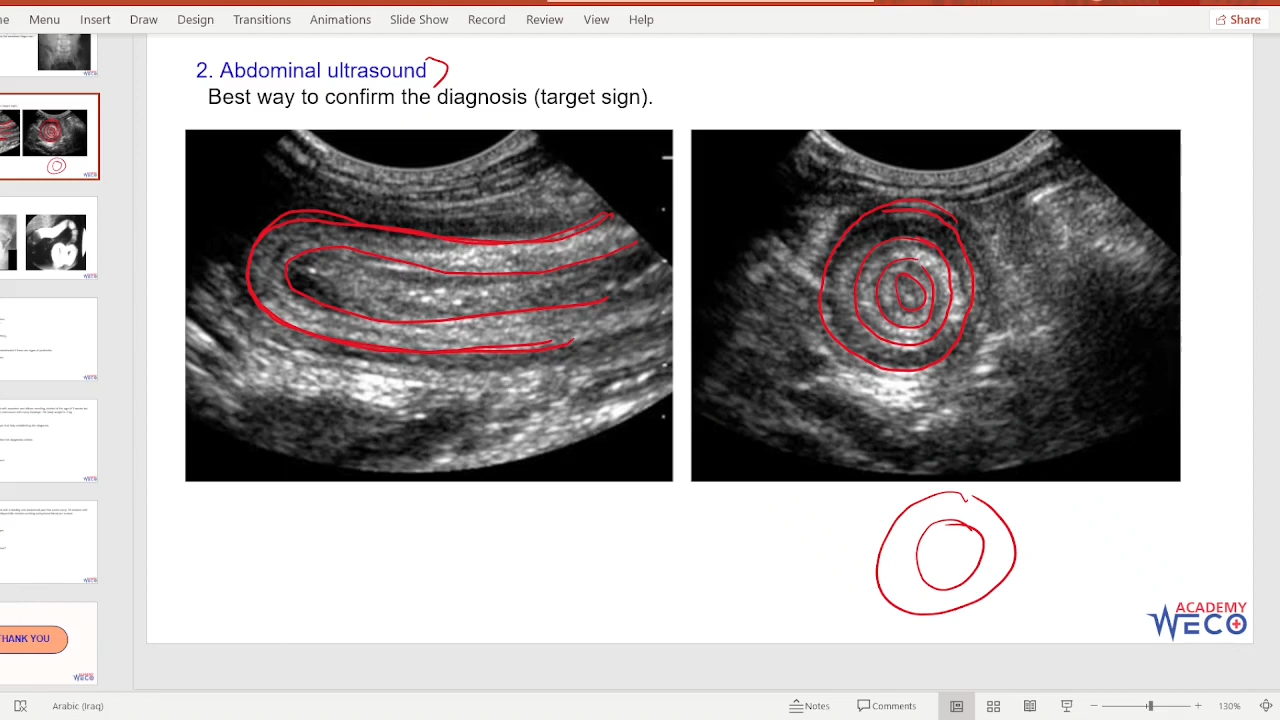 Menu Insert Draw Design Transitions Animations Slide Show Record Review View Help Share
2. Abdominal ultrasound
Best way to confirm the diagnosis (target sign).
THANK YOU
ACADEMY
WECO
Arabic (Iraq) Notes Comments 130%